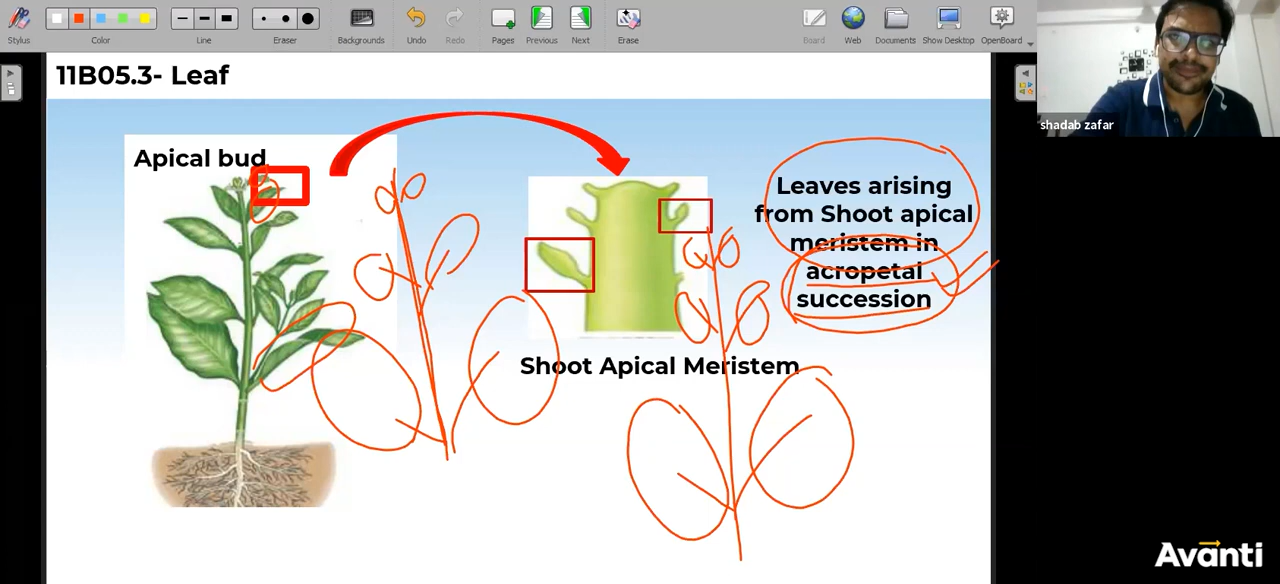 Stylus
Color
Line
Eraser
Backgrounds
Undo
Redo
Pages
Previous
Next
Erase
Board
Web
Documents
Show Desktop
OpenBoard
shadab zafar
11B05.3- Leaf
Apical bud
Leaves arising
from Shoot apical
meristem in
acropetal
succession
Shoot Apical Meristem
Avanti